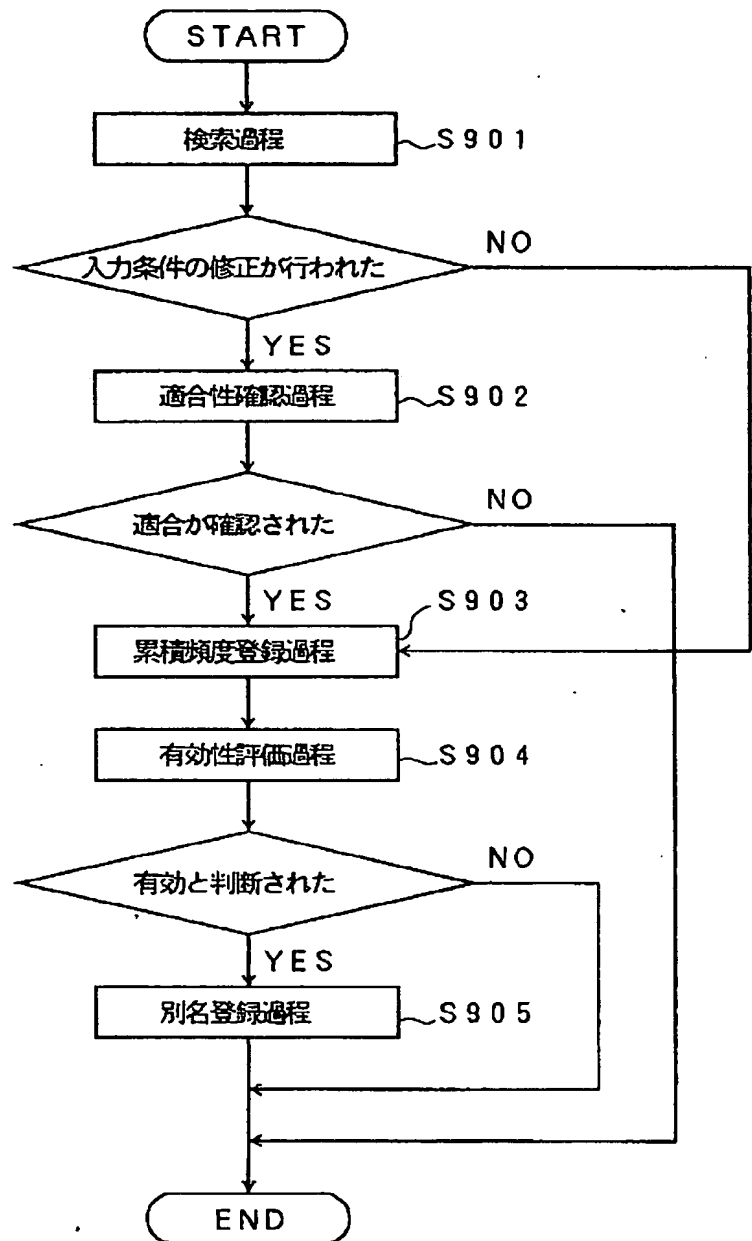 START
検索過程
S901
入力条件の修正が行われた
NO
YES
適合性確認過程
S902
適合が確認された
NO
YES
S903
累積頻度登録過程
有効性評価過程
S904
有効と判断された
NO
YES
別名登録過程
S905
END